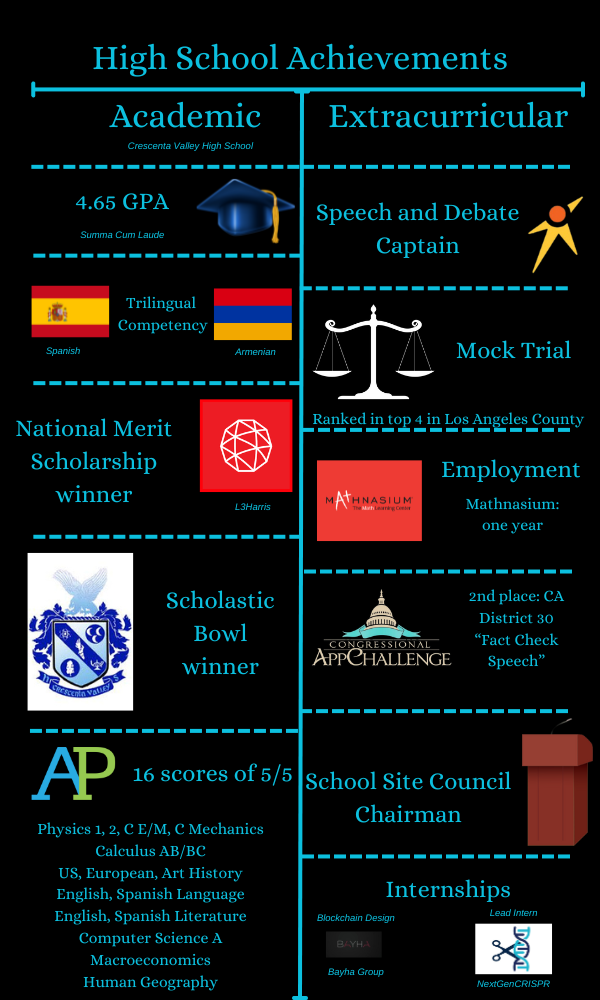 High School Achievements
Academic
Crescenta Valley High School
4.65 GPA
Summa Cum Laude
Trilingual
Competency
Spanish
Armenian
National Merit
Scholarship
winner
L3Harris
Scholastic
Bowl
winner
Crescenta Valley
AP
16 scores of 5/5
Physics 1, 2, C E/M, C Mechanics
Calculus AB/BC
US, European, Art History
English, Spanish Language
English, Spanish Literature
Computer Science A
Macroeconomics
Human Geography
Extracurricular
Speech and Debate
Captain
Mock Trial
Ranked in top 4 in Los Angeles County
MATHNASIUM
The Math Learning Center
Employment
Mathnasium:
one year
CONGRESSIONAL
APPCHALLENGE
2nd place: CA
District 30
“Fact Check
Speech”
School Site Council
Chairman
Internships
Blockchain Design
BAYHA
Bayha Group
Lead Intern
NextGenCRISPR